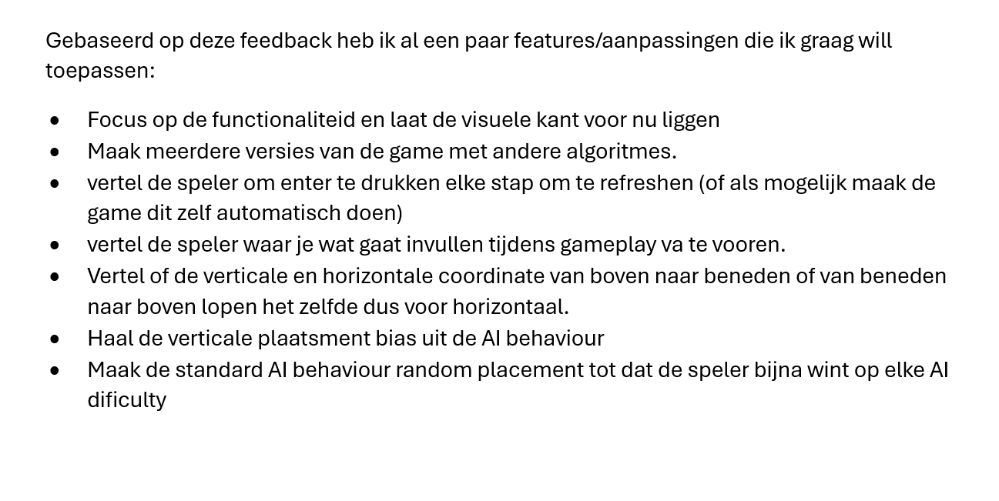 Gebaseerd op deze feedback heb ik al een paar features/aanpassingen die ik graag will
toepassen:
• Focus op de functionaliteid en laat de visuele kant voor nu liggen
• Maak meerdere versies van de game met andere algoritmes.
• vertel de speler om enter te drukken elke stap om te refreshen (of als mogelijk maak de
game dit zelf automatisch doen)
• vertel de speler waar je wat gaat invullen tijdens gameplay va te vooren.
• Vertel of de verticale en horizontale coordinate van boven naar beneden of van beneden
naar boven lopen het zelfde dus voor horizontaal.
• Haal de verticale plaatsment bias uit de AI behaviour
• Maak de standard AI behaviour random placement tot dat de speler bijna wint op elke AI
dificulty